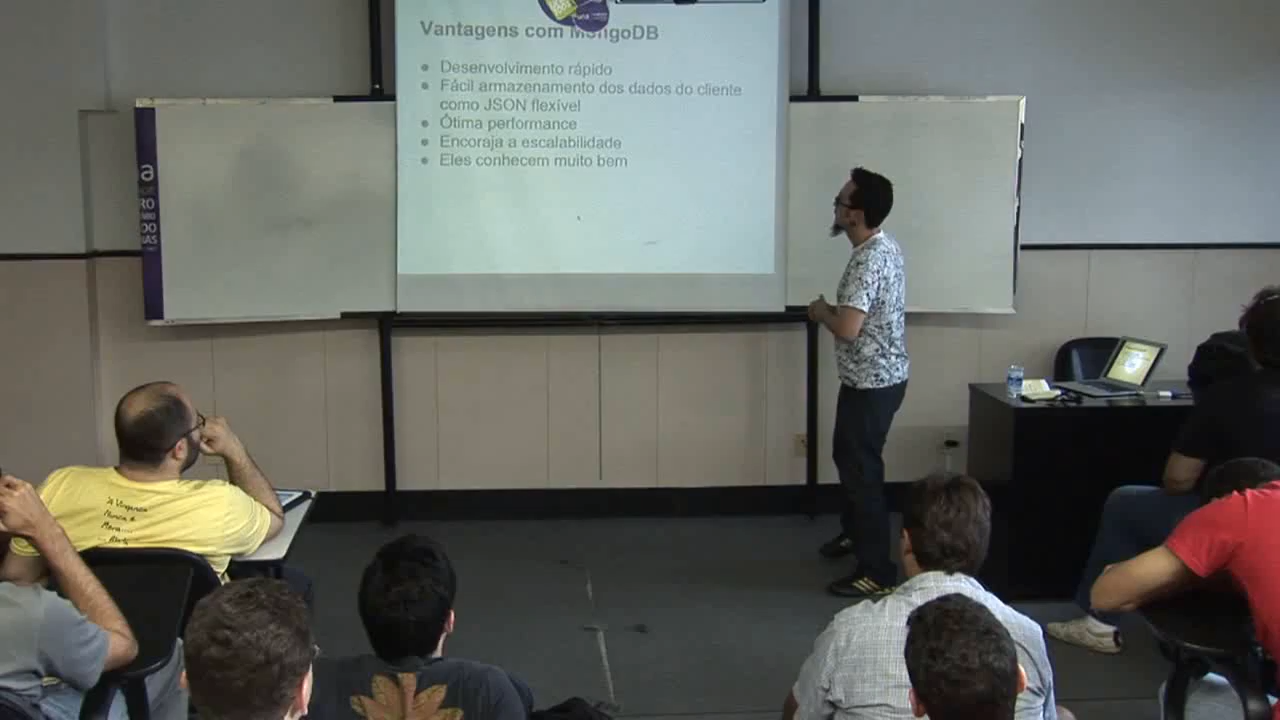 Vantagens com MongoDB
● Desenvolvimento rápido
● Fácil armazenamento dos dados do cliente
como JSON flexível
● Ótima performance
● Encoraja a escalabilidade
● Eles conhecem muito bem